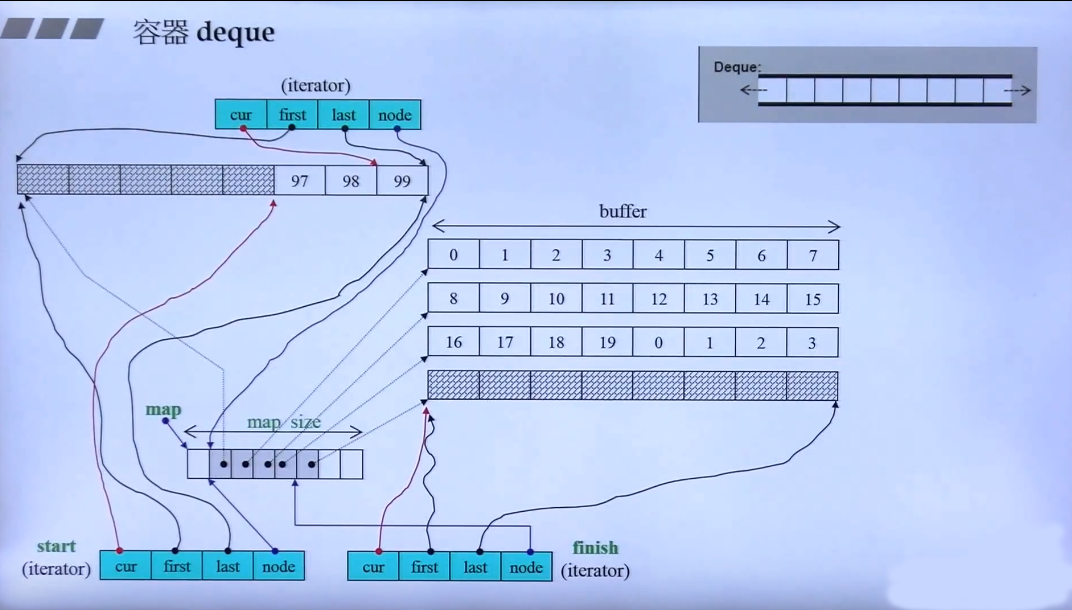 容器 deque
Deque:
(iterator)
cur first last node
97 98 99
buffer
0 1 2 3 4 5 6 7
8 9 10 11 12 13 14 15
16 17 18 19 0 1 2 3
map
map size
start
(iterator)
cur first last node
cur first last node
finish
(iterator)